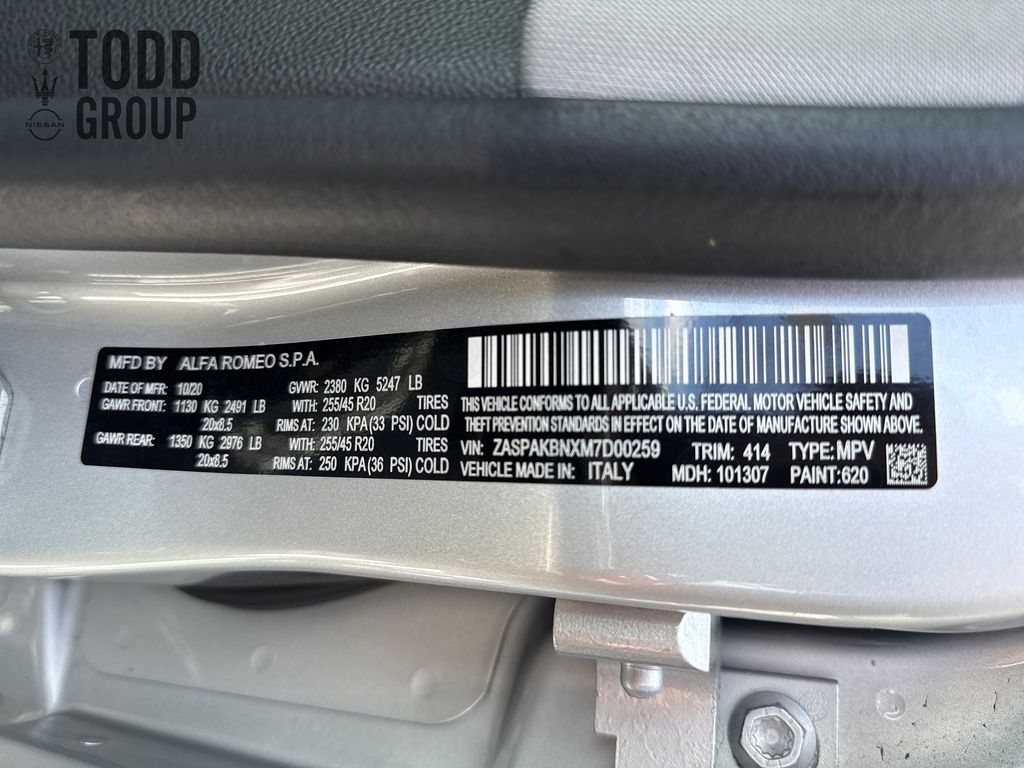 TODD
GROUP
NISSAN
MFD BY ALFA ROMEO S.P.A.
DATE OF MFR: 10/20 GVWR: 2380 KG 5247 LB
GAWR FRONT: 1130 KG 2491 LB WITH: 255/45 R20 TIRES
20x8.5 RIMS AT: 230 KPA (33 PSI) COLD
GAWR REAR: 1350 KG 2976 LB WITH: 255/45 R20 TIRES
20x8.5 RIMS AT: 250 KPA (36 PSI) COLD
THIS VEHICLE CONFORMS TO ALL APPLICABLE U.S. FEDERAL MOTOR VEHICLE SAFETY AND
THEFT PREVENTION STANDARDS IN EFFECT ON THE DATE OF MANUFACTURE SHOWN ABOVE.
VIN: ZASPAKBNXM7D00259 TRIM: 414 TYPE: MPV
VEHICLE MADE IN: ITALY MDH: 101307 PAINT: 620